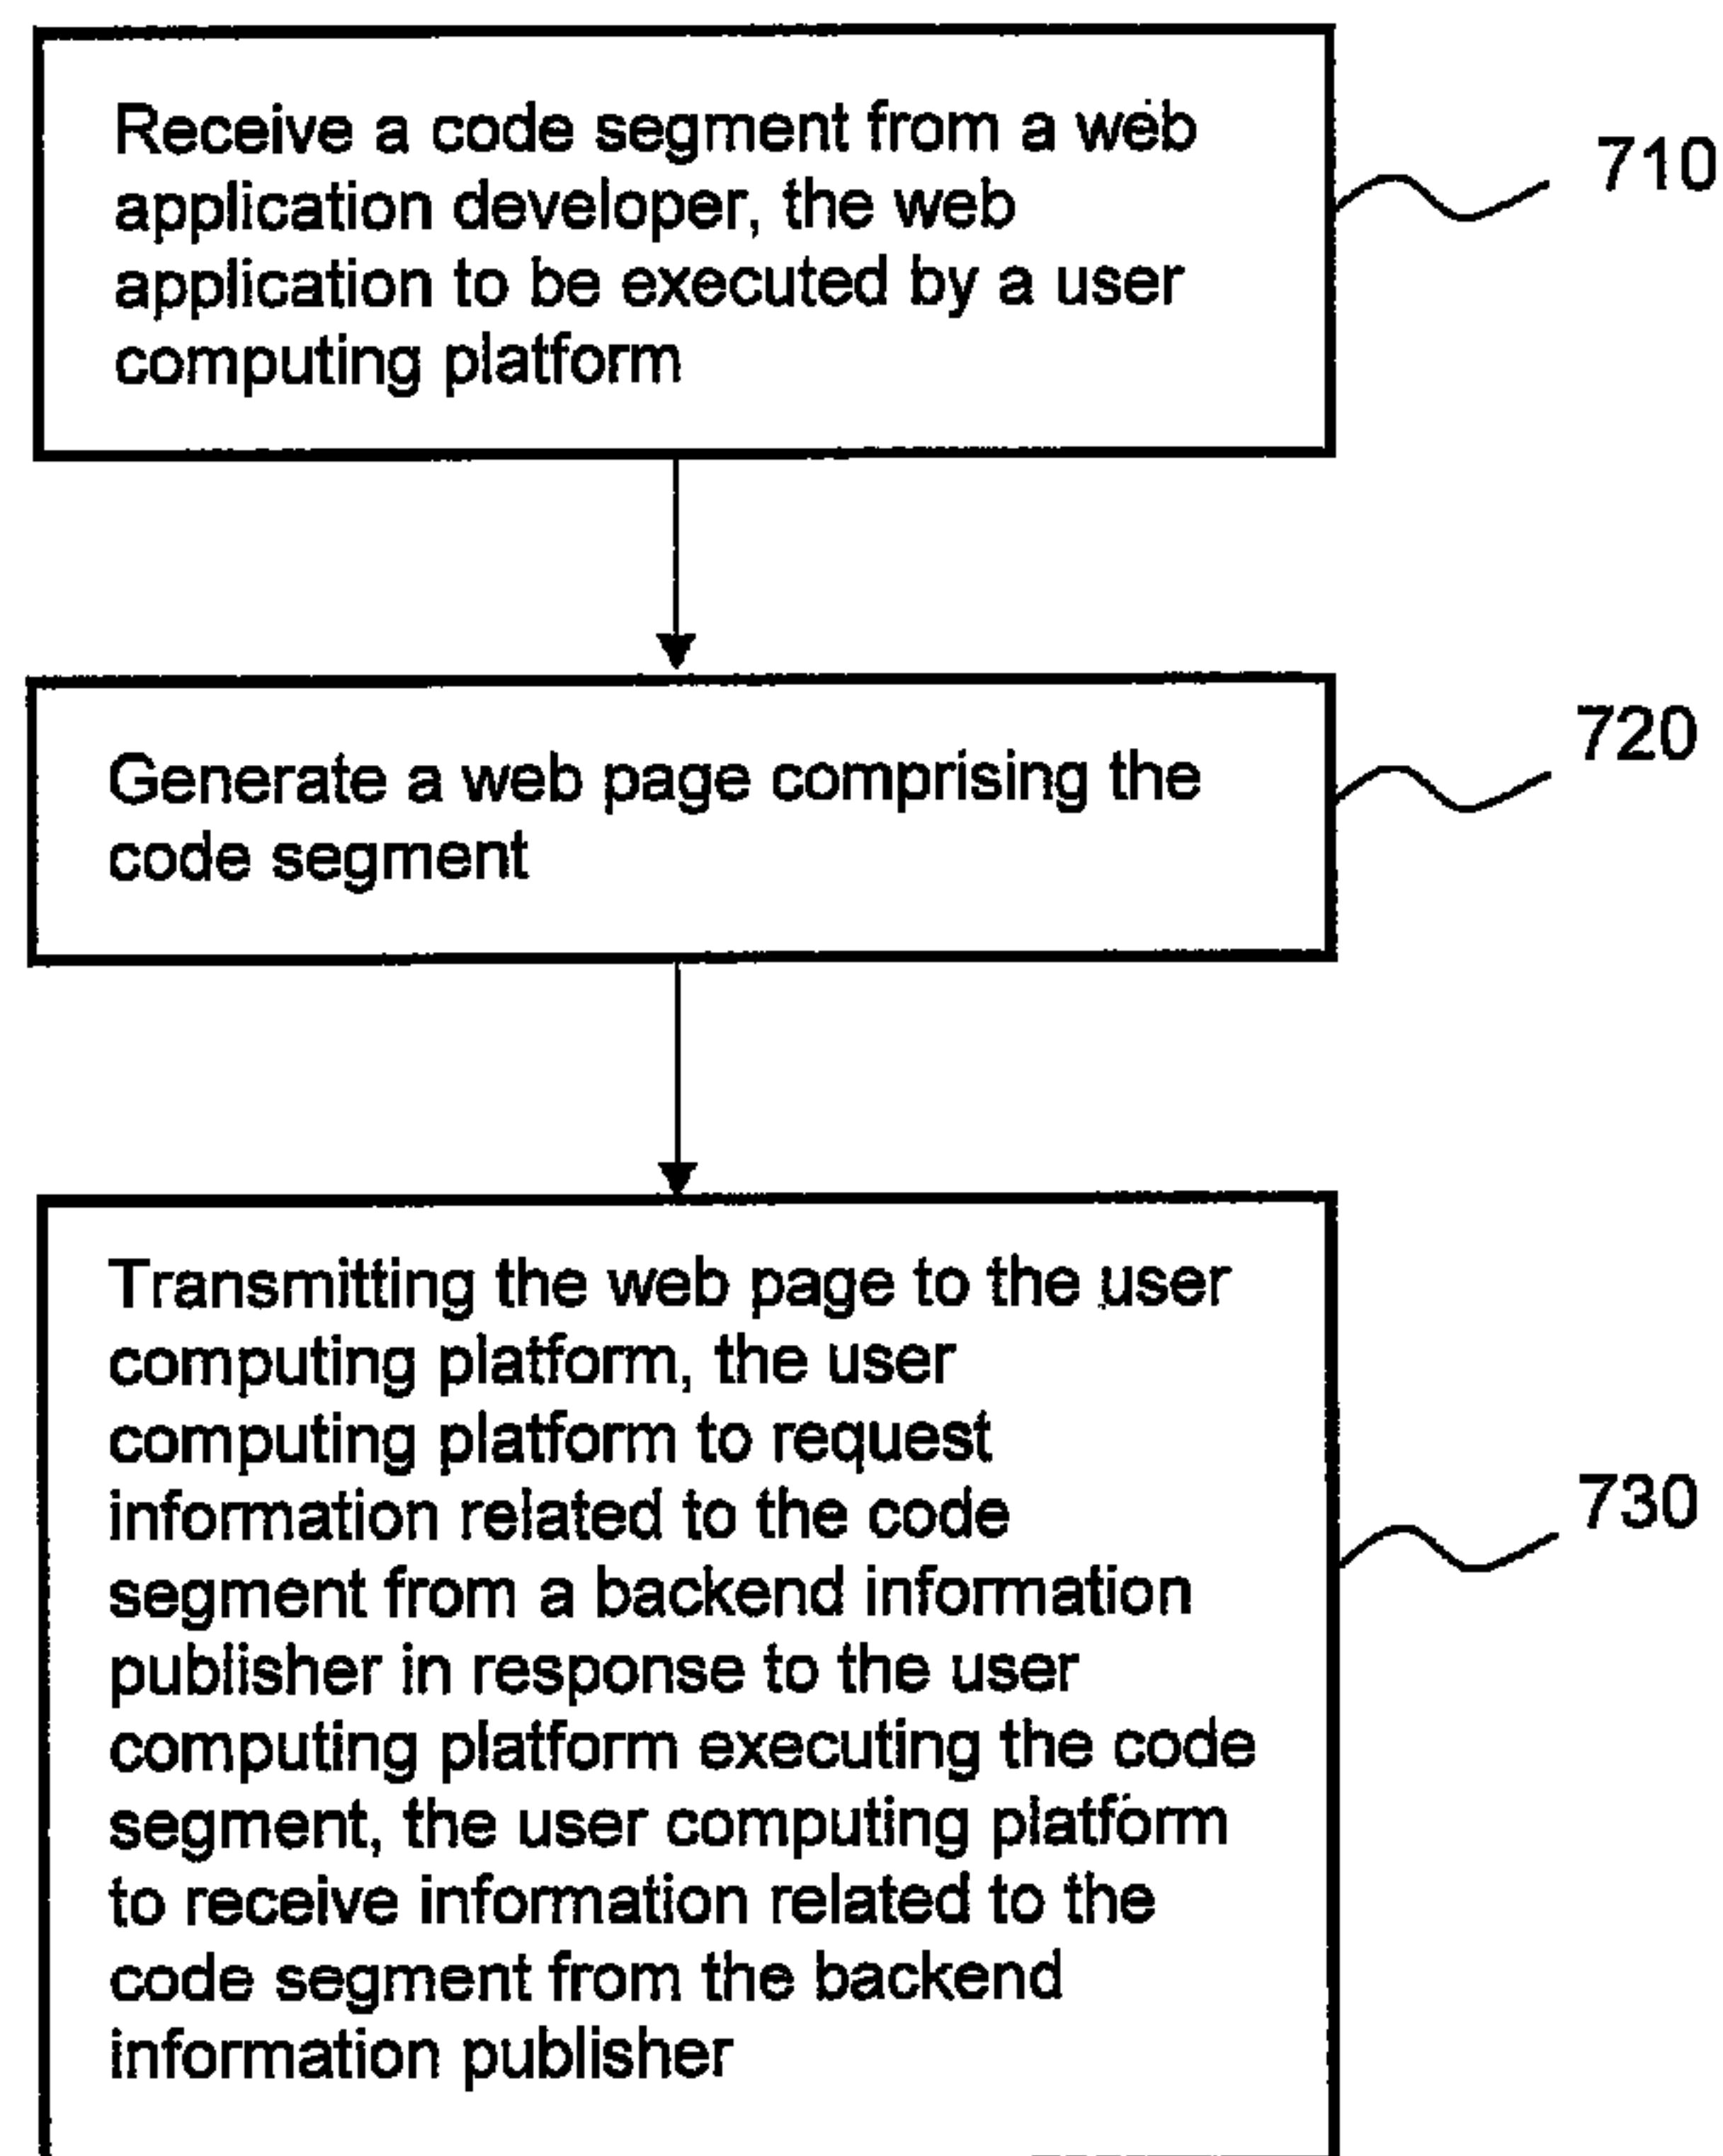 Receive a code segment from a web
application developer, the web
application to be executed by a user
computing platform
710
Generate a web page comprising the
code segment
720
Transmitting the web page to the user
computing platform, the user
computing platform to request
information related to the code
segment from a backend information
publisher in response to the user
computing platform executing the code
segment, the user computing platform
to receive information related to the
code segment from the backend
information publisher
730